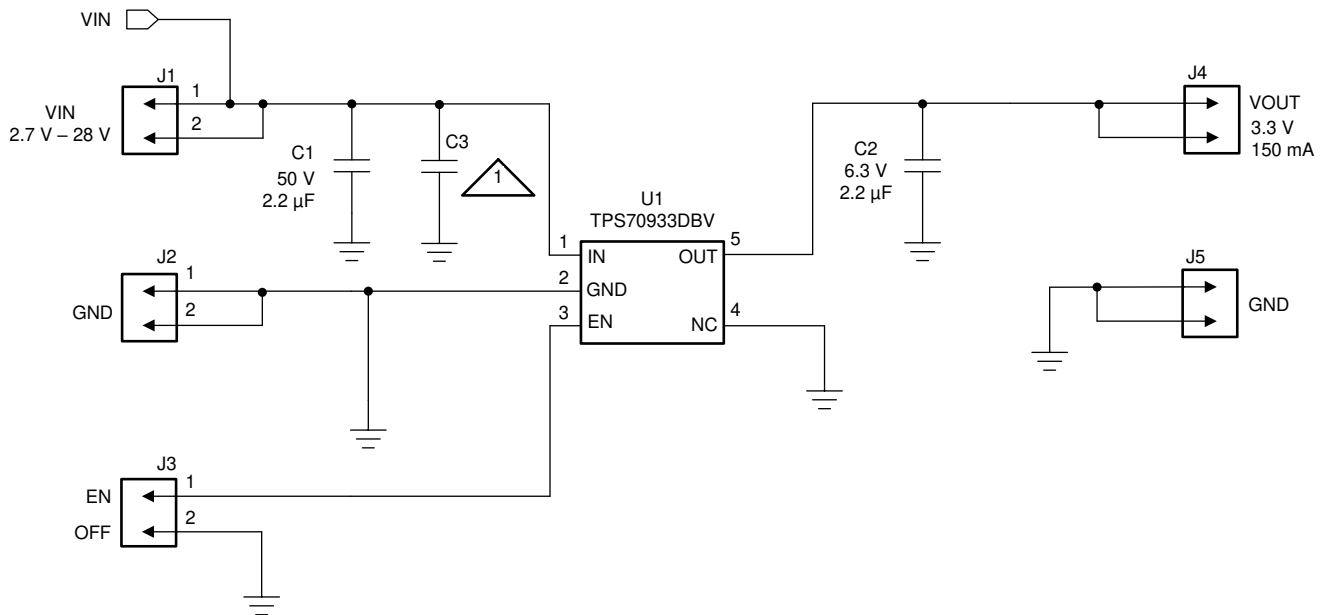 VIN
J1
1
2
VIN
2.7 V – 28 V
C1
50 V
2.2 µF
C3
1
U1
TPS70933DBV
1
IN
2
GND
3
EN
OUT
5
NC
4
C2
6.3 V
2.2 µF
J4
VOUT
3.3 V
150 mA
J2
1
2
GND
J5
GND
J3
1
2
EN
OFF